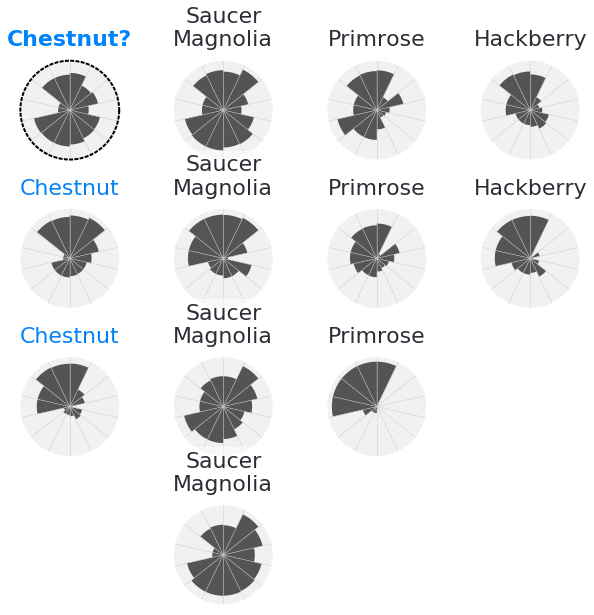 Chestnut?
Saucer
Magnolia
Primrose
Hackberry
Chestnut
Saucer
Magnolia
Primrose
Hackberry
Chestnut
Saucer
Magnolia
Primrose
Saucer
Magnolia